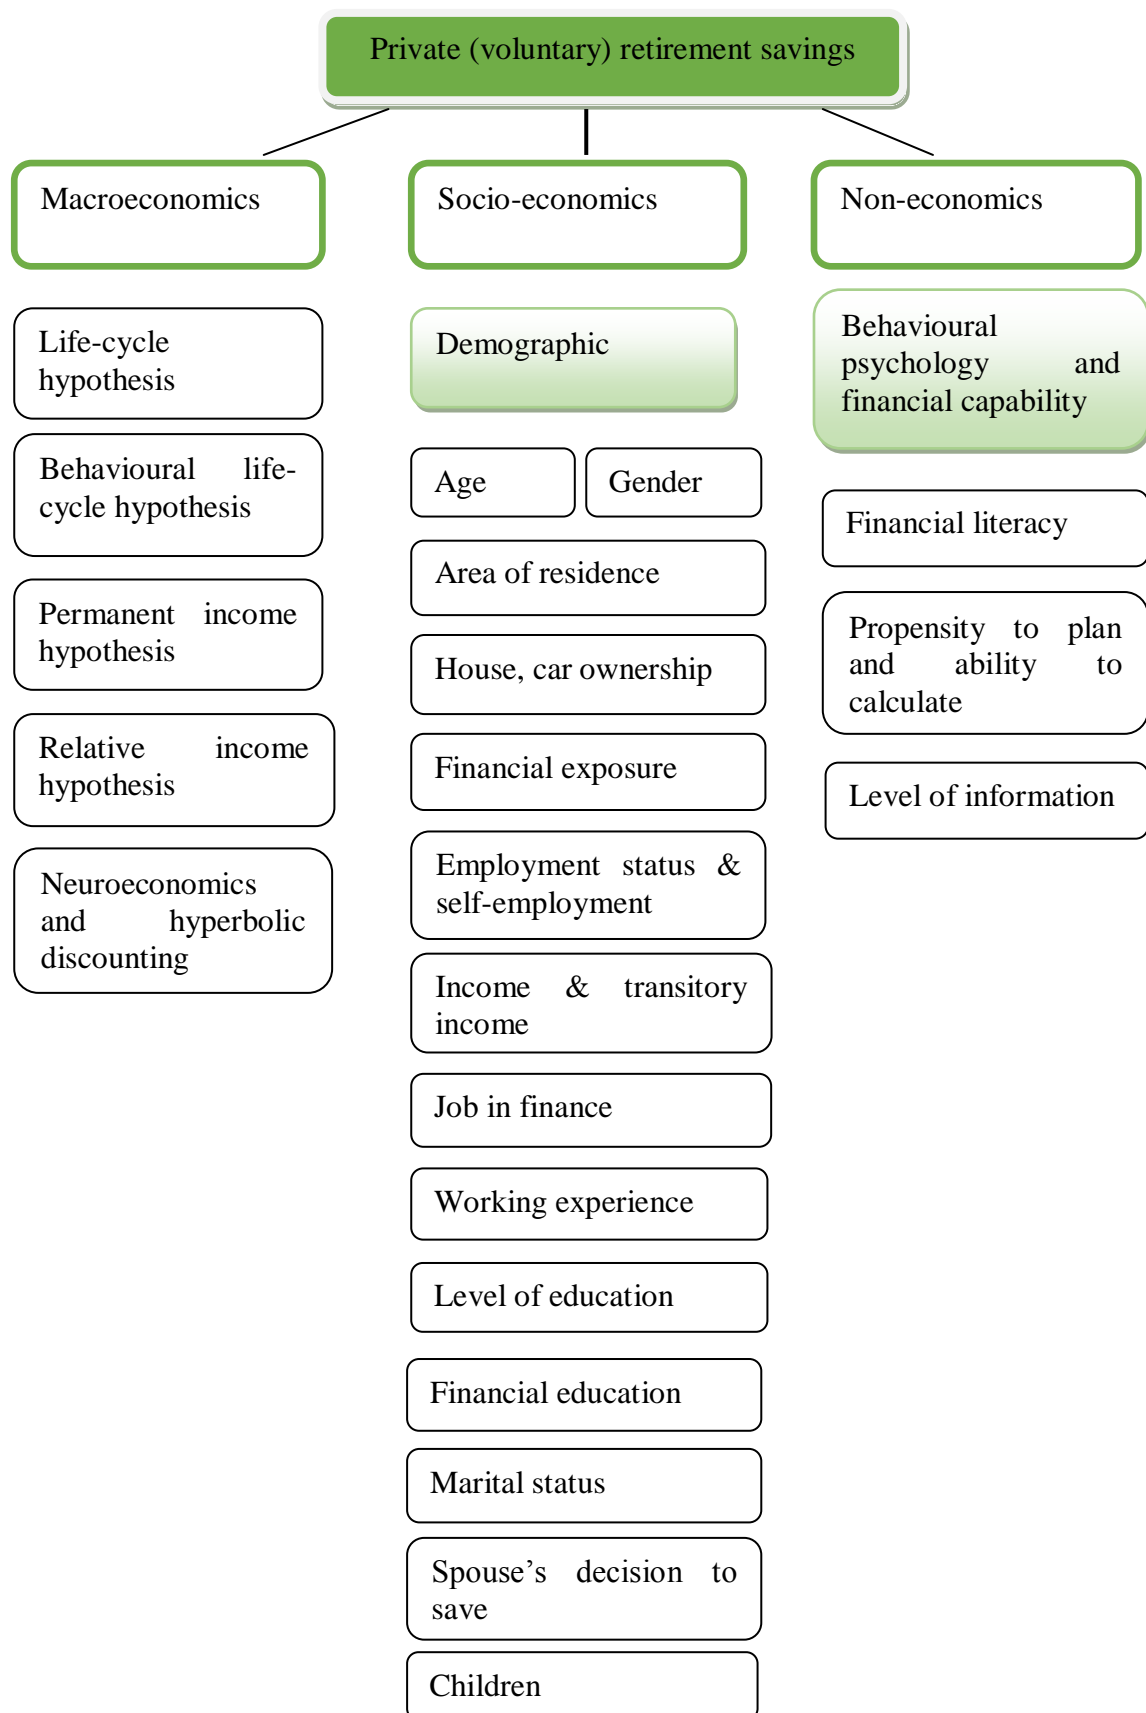 Private (voluntary) retirement savings
Macroeconomics
Socio-economics
Non-economics
Life-cycle
hypothesis
Behavioural life-
cycle hypothesis
Permanent income
hypothesis
Relative income
hypothesis
Neuroeconomics
and hyperbolic
discounting
Demographic
Age
Gender
Area of residence
House, car ownership
Financial exposure
Employment status &
self-employment
Income & transitory
income
Job in finance
Working experience
Level of education
Financial education
Marital status
Spouse’s decision to
save
Children
Behavioural
psychology and
financial capability
Financial literacy
Propensity to plan
and ability to
calculate
Level of information